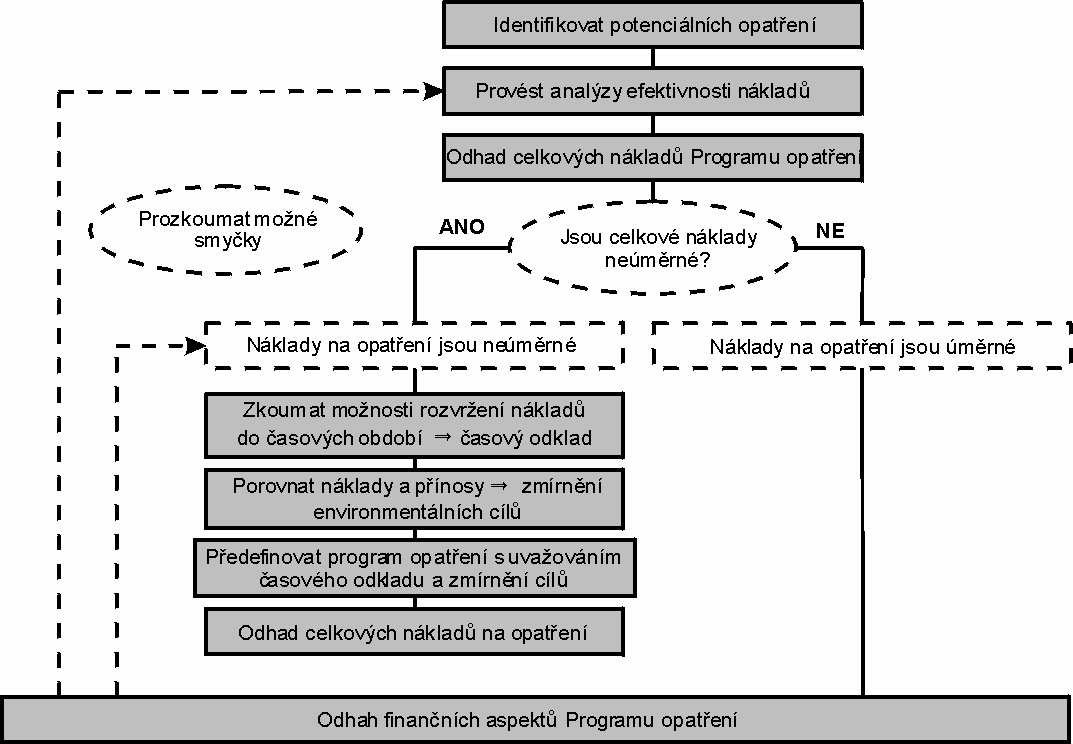 Identifikovat potenciálních opatření
Provést analýzy efektivnosti nákladů
Odhad celkových nákladů Programu opatření
Prozkoumat možné
smyčky
ANO
Jsou celkové náklady
neúměrné?
NE
Náklady na opatření jsou neúměrné
Náklady na opatření jsou úměrné
Zkoumat možnosti rozvržení nákladů
do časových období → časový odklad
Porovnat náklady a přínosy → zmírnění
environmentálních cílů
Předefinovat program opatření s uvažováním
časového odkladu a zmírnění cílů
Odhad celkových nákladů na opatření
Odhah finančních aspektů Programu opatření